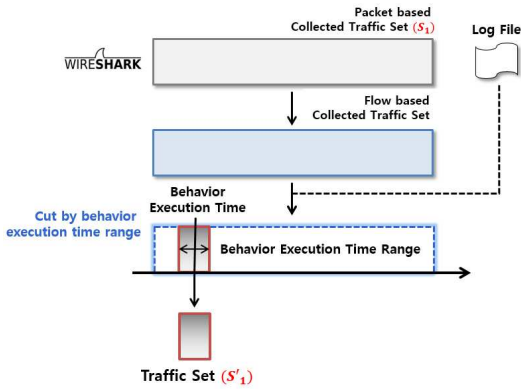 Packet based
Collected Traffic Set (S₁)
Log File
WIRESHARK
Flow based
Collected Traffic Set
Behavior
Execution Time
Cut by behavior
execution time range
Behavior Execution Time Range
Traffic Set (S'₁)